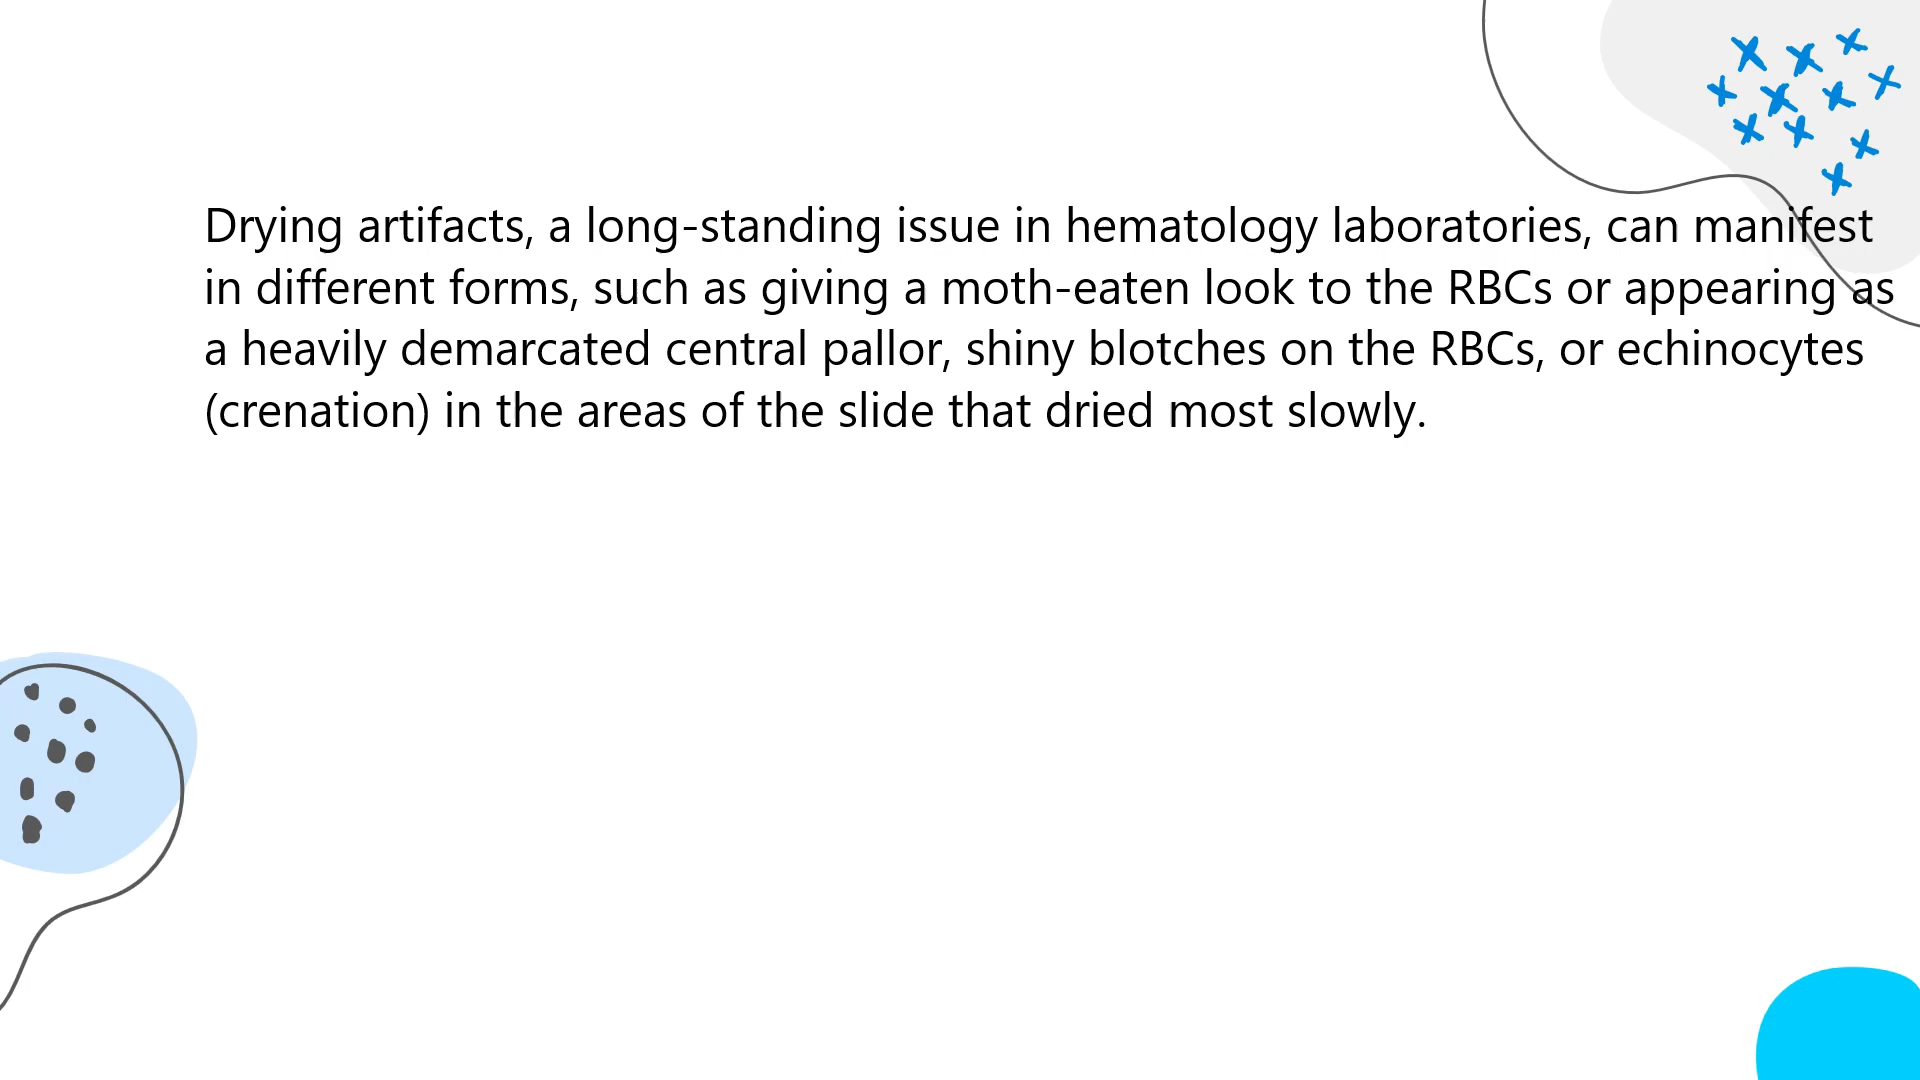 Drying artifacts, a long-standing issue in hematology laboratories, can manifest
in different forms, such as giving a moth-eaten look to the RBCs or appearing as
a heavily demarcated central pallor, shiny blotches on the RBCs, or echinocytes
(crenation) in the areas of the slide that dried most slowly.